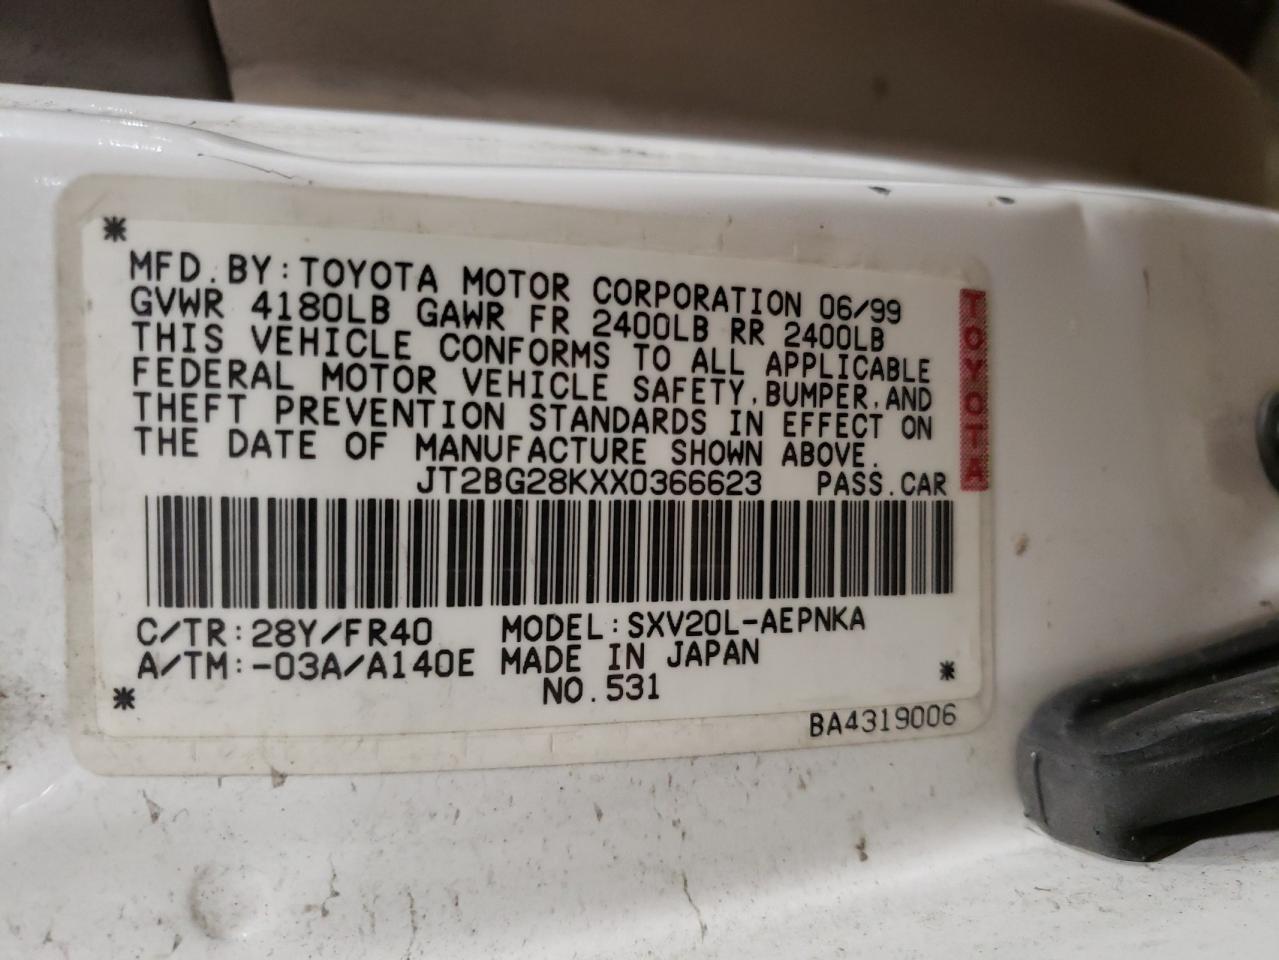 MFD. BY: TOYOTA MOTOR CORPORATION 06/99
GVWR 4180LB GAWR FR 2400LB RR 2400LB
THIS VEHICLE CONFORMS TO ALL APPLICABLE
FEDERAL MOTOR VEHICLE SAFETY, BUMPER, AND
THEFT PREVENTION STANDARDS IN EFFECT ON
THE DATE OF MANUFACTURE SHOWN ABOVE.
JT2BG28KXX0366623 PASS. CAR
TOYOTA
C/TR: 28Y/FR40 MODEL: SXV20L-AEPNKA
A/TM: -03A/A140E MADE IN JAPAN
NO. 531
BA4319006